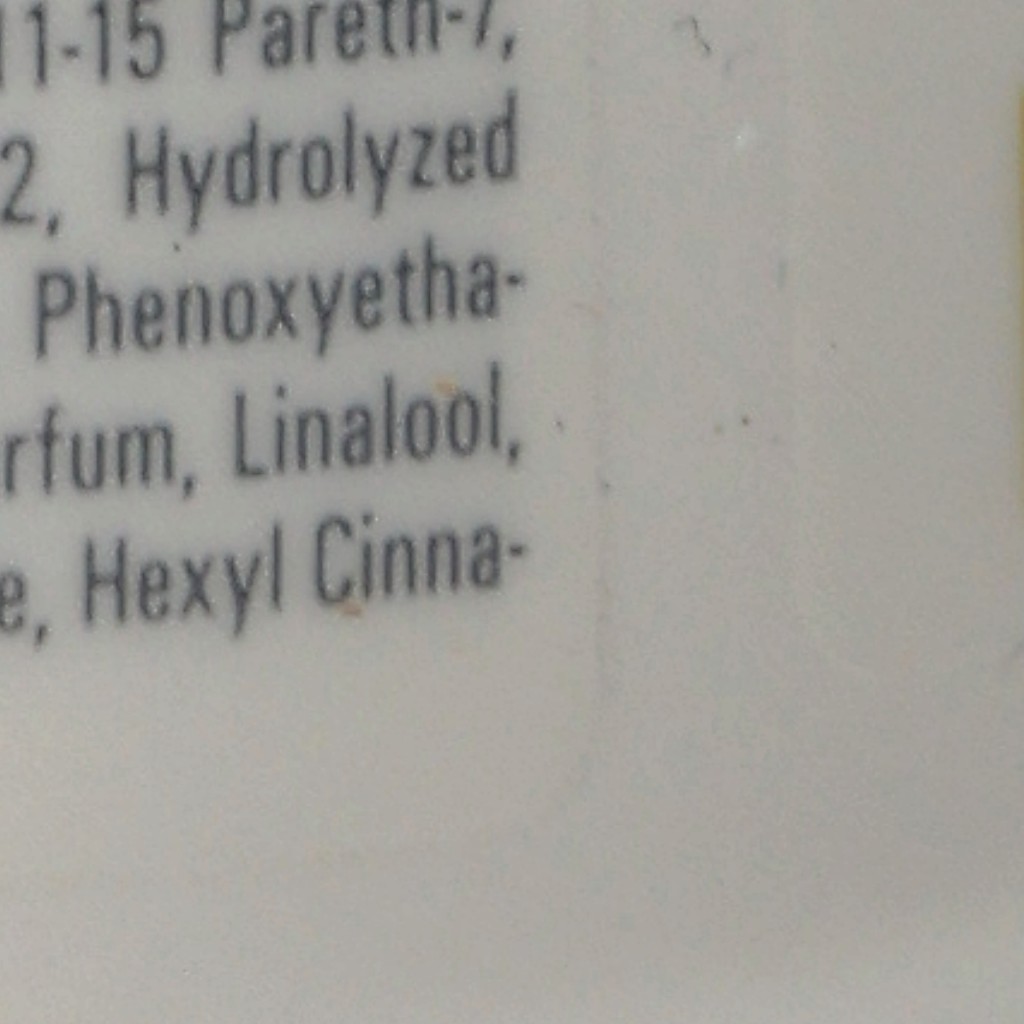 11-15 Pareth-7,
2, Hydrolyzed
Phenoxyetha-
rfum, Linalool,
e, Hexyl Cinna-